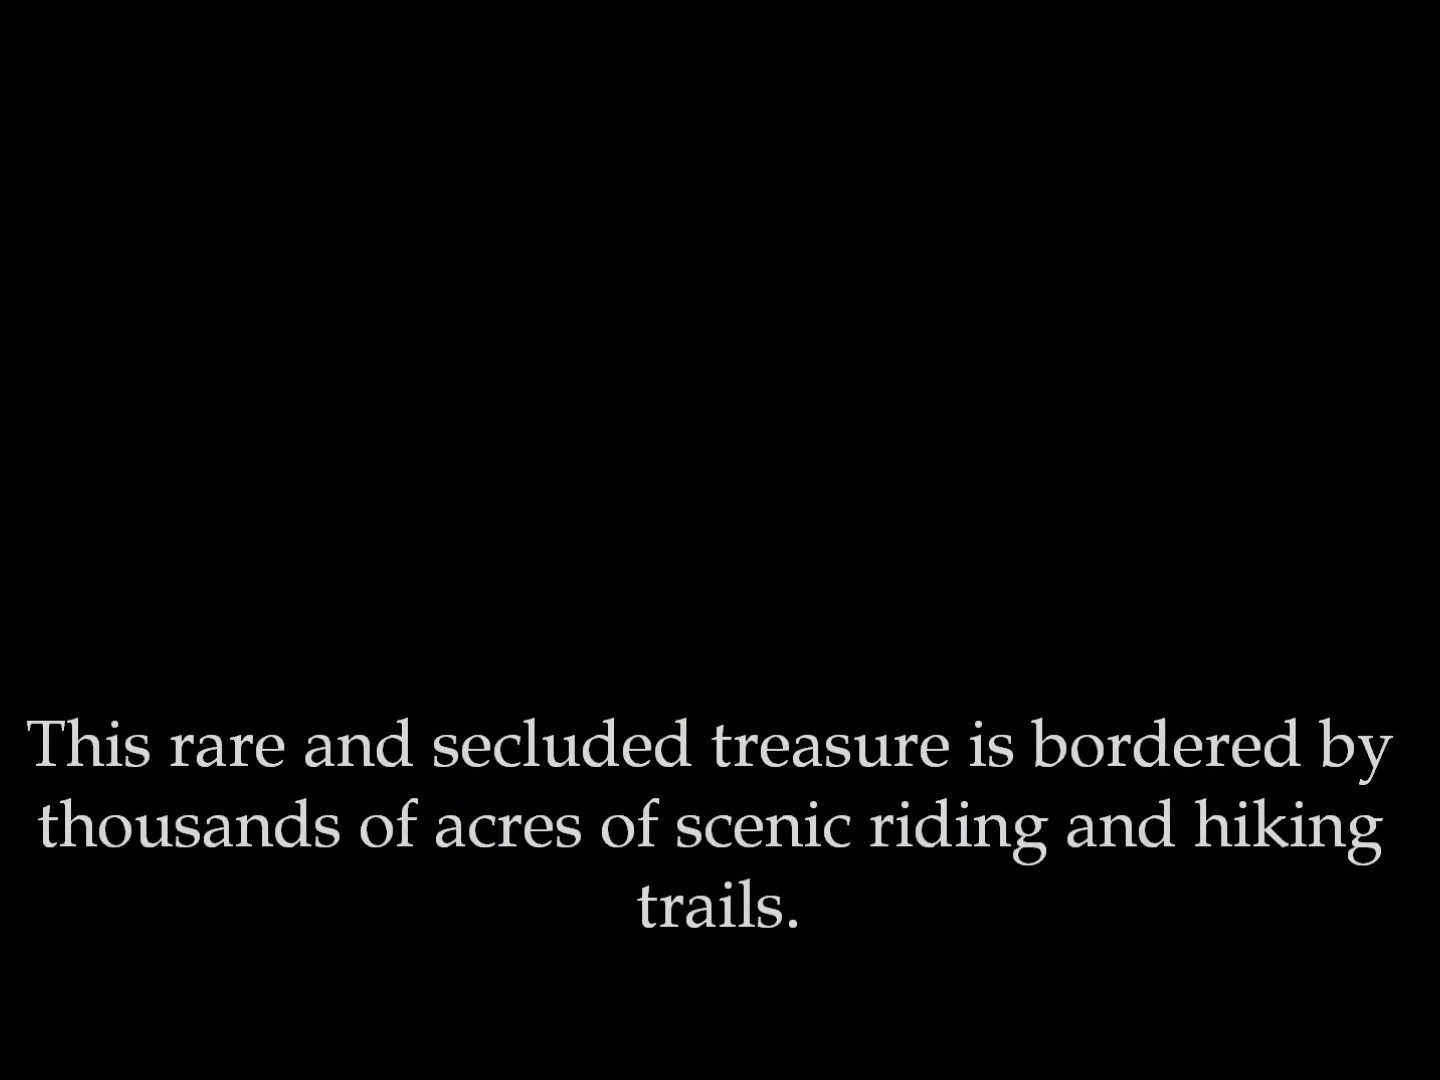 This rare and secluded treasure is bordered by
thousands of acres of scenic riding and hiking
trails.